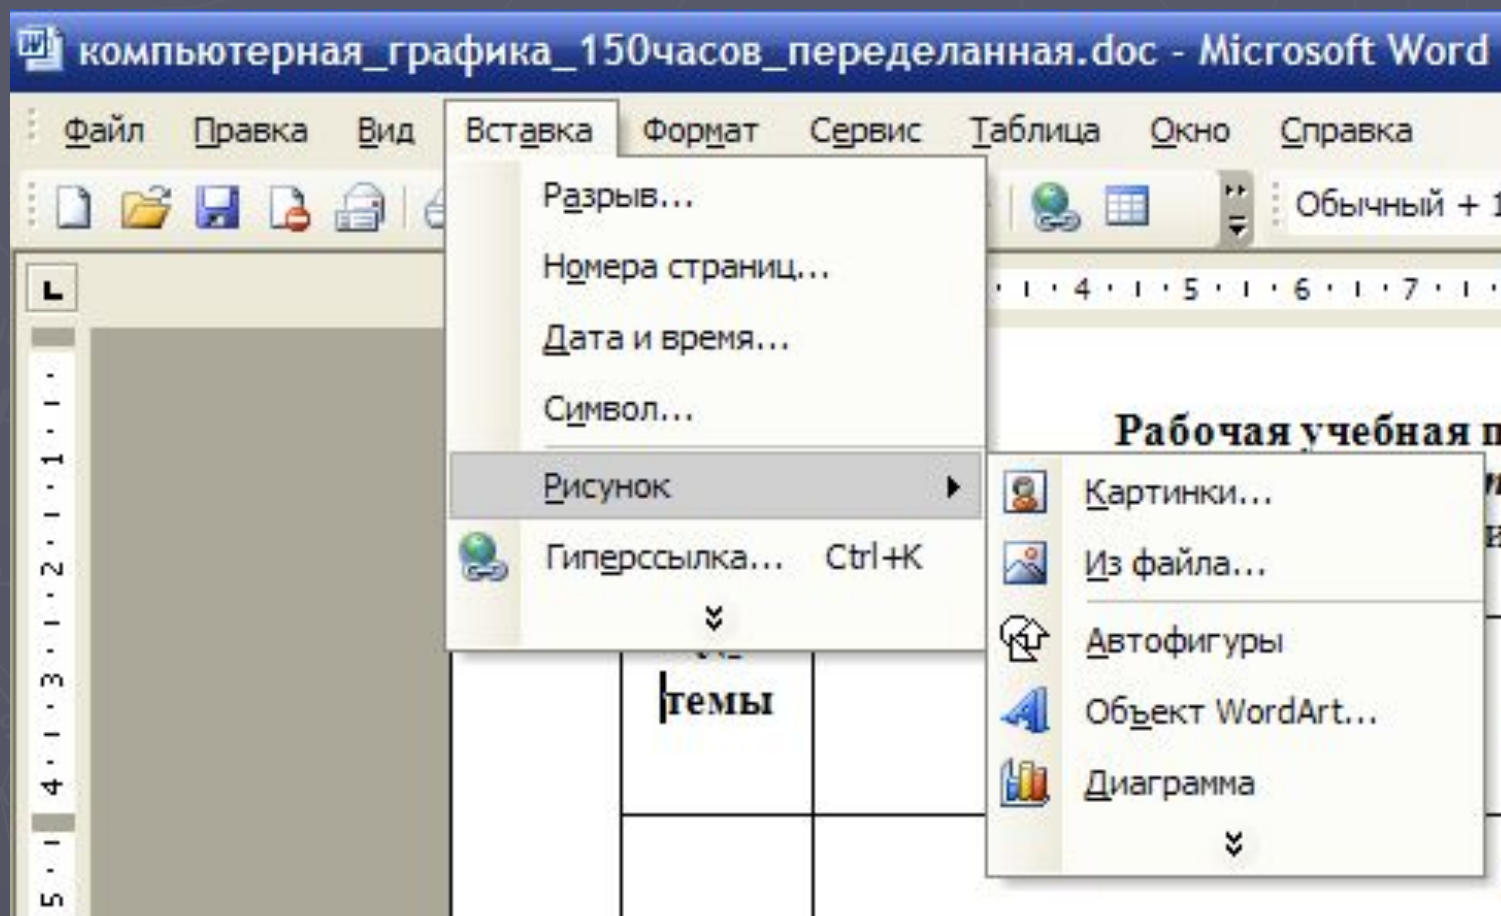 компьютерная_графика_150часов_переделанная.doc - Microsoft Word
Файл Правка Вид Вставка Формат Сервис Таблица Окно Справка
Обычный + 1
Разрыв...
Номера страниц...
Дата и время...
Символ...
Рисунок
Гиперссылка... Ctrl+K
4 5 6 7
Рабочая учебная п
Картинки...
Из файла...
Автофигуры
Объект WordArt...
Диаграмма
темы
1
2
3
4
5